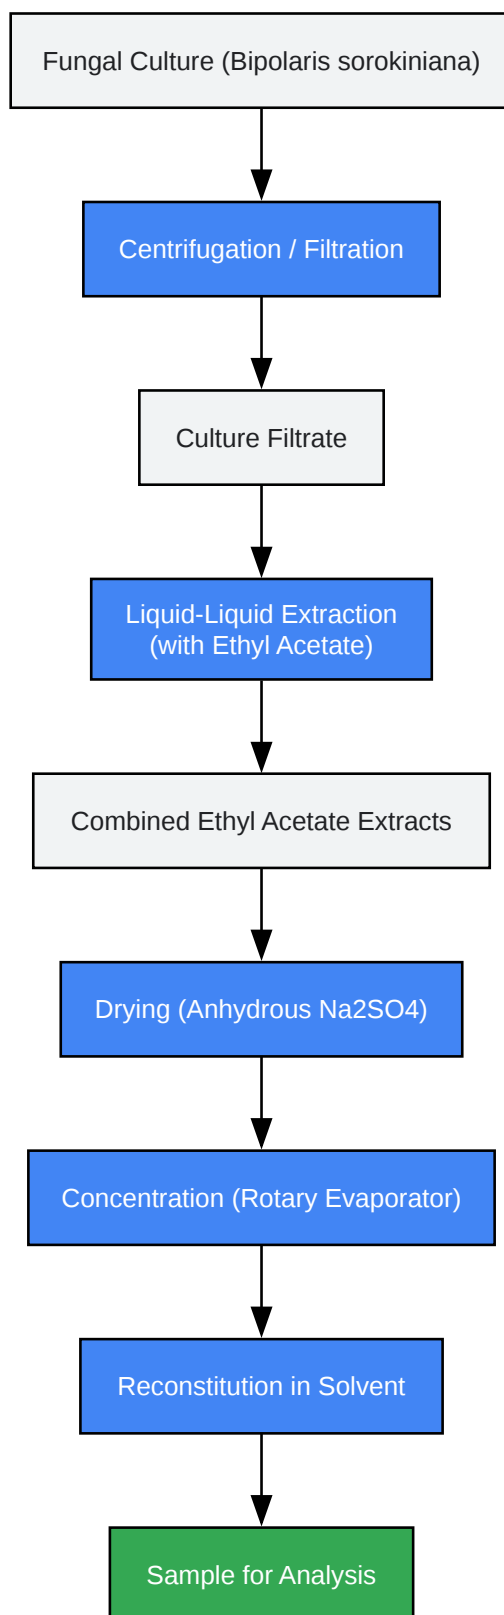 Fungal Culture (Bipolaris sorokiniana)
Centrifugation / Filtration
Culture Filtrate
Liquid-Liquid Extraction
(with Ethyl Acetate)
Combined Ethyl Acetate Extracts
Drying (Anhydrous Na2SO4)
Concentration (Rotary Evaporator)
Reconstitution in Solvent
Sample for Analysis